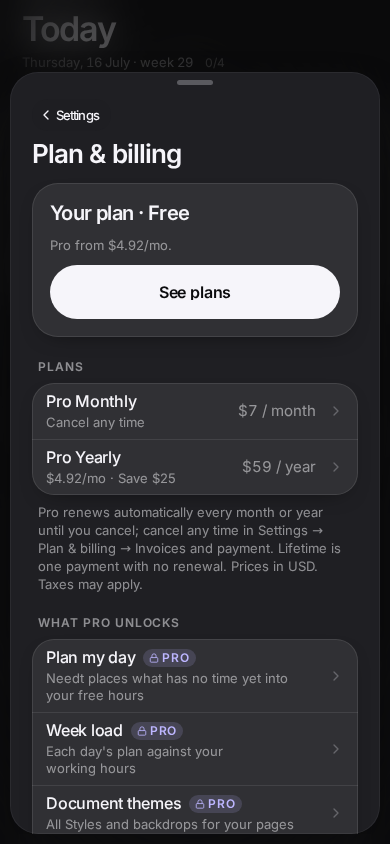 Today
Thursday, 16 July · week 29 0/4
Settings
Plan & billing
Your plan · Free
Pro from $4.92/mo.
See plans
PLANS
Pro Monthly
Cancel any time
$7 / month
Pro Yearly
$4.92/mo · Save $25
$59 / year
Pro renews automatically every month or year
until you cancel; cancel any time in Settings →
Plan & billing → Invoices and payment. Lifetime is
one payment with no renewal. Prices in USD.
Taxes may apply.
WHAT PRO UNLOCKS
Plan my day PRO
Needt places what has no time yet into
your free hours
Week load PRO
Each day's plan against your
working hours
Document themes PRO
All Styles and backdrops for your pages